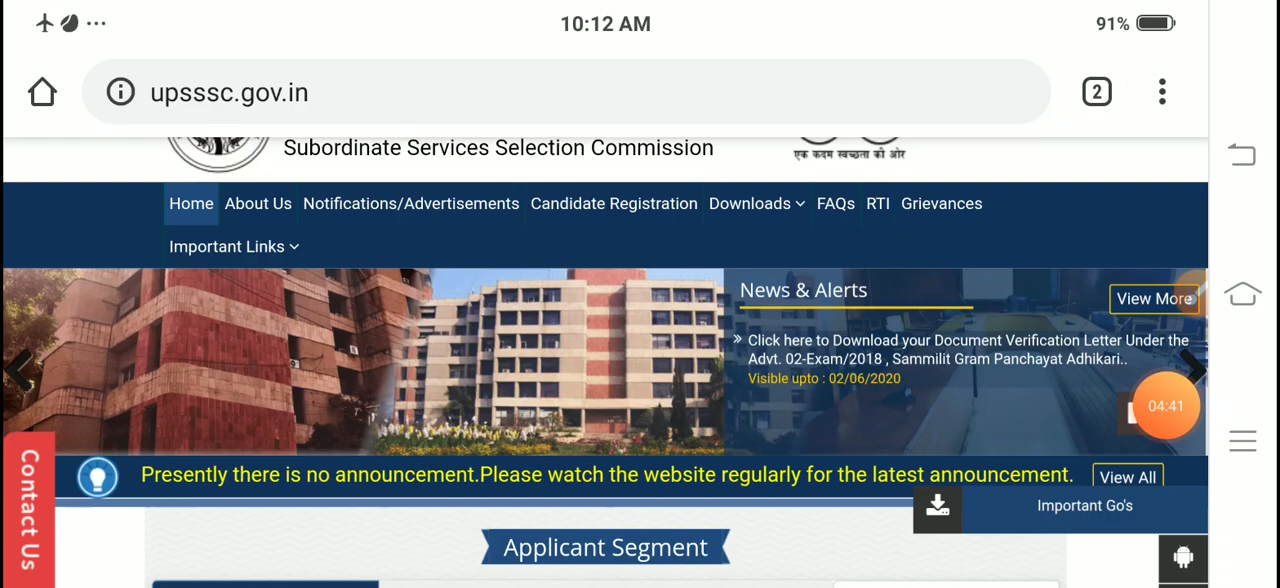 10:12 AM
91%
upsssc.gov.in
2
Subordinate Services Selection Commission
एक कदम स्वच्छता की ओर
Home About Us Notifications/Advertisements Candidate Registration Downloads FAQs RTI Grievances
Important Links
News & Alerts
View More
» Click here to Download your Document Verification Letter Under the
Advt. 02-Exam/2018 , Sammilit Gram Panchayat Adhikari..
Visible upto : 02/06/2020
04:41
Contact Us
Presently there is no announcement.Please watch the website regularly for the latest announcement.
View All
Important Go's
Applicant Segment